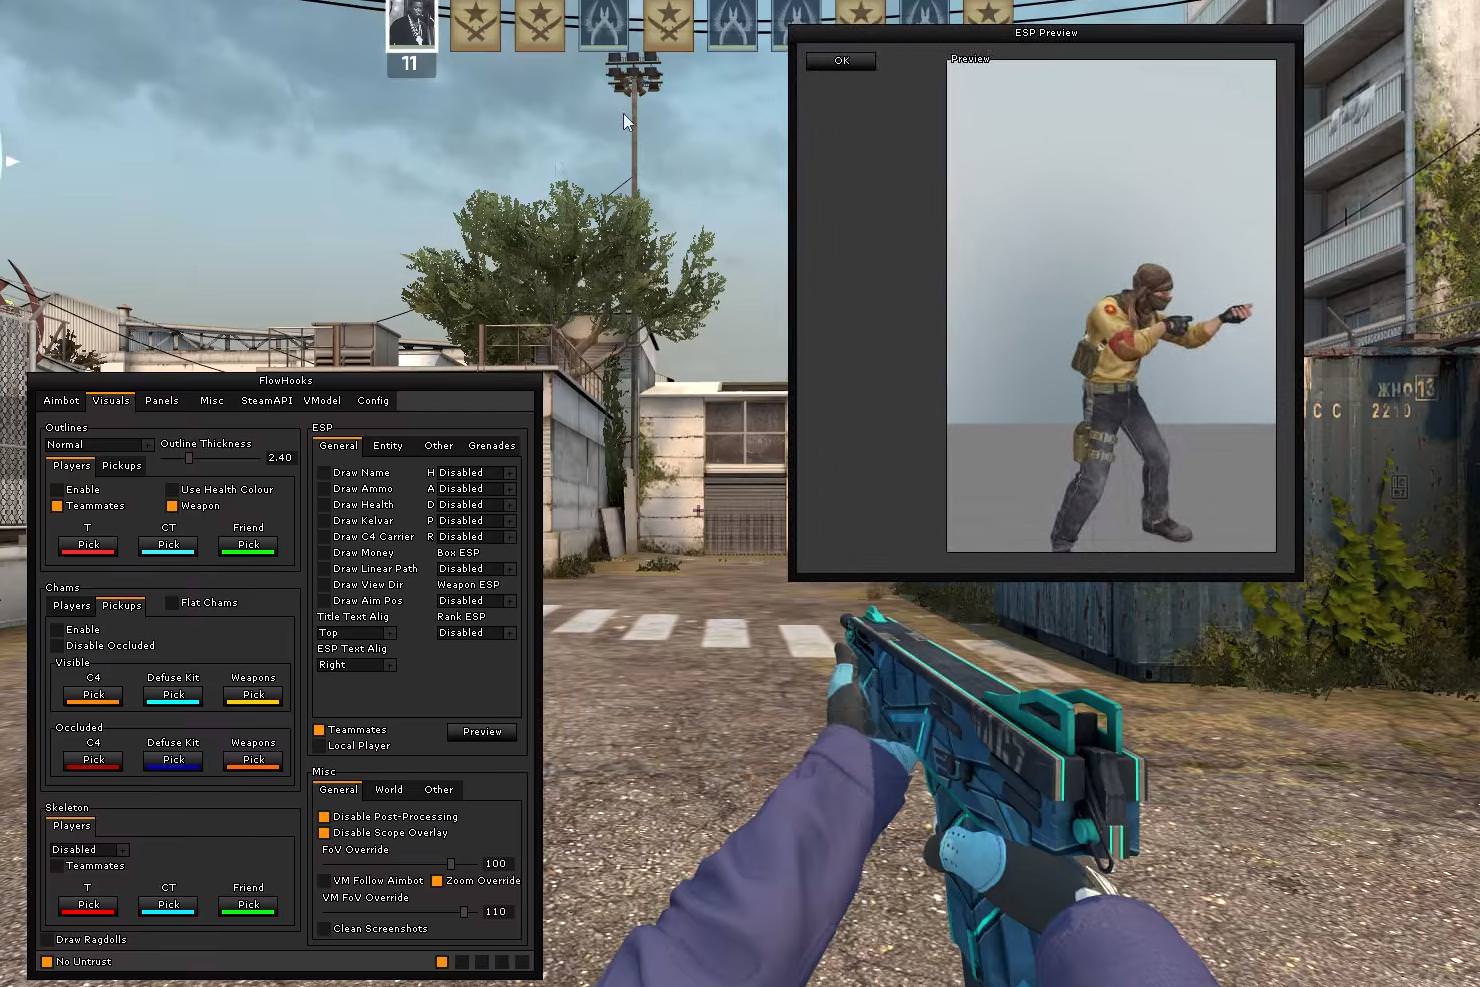 11
ESP Preview
OK
Preview
ЖНО 13
C C 2210
FlowHooks
Aimbot Visuals Panels Misc SteamAPI VModel Config
Outlines
Normal + Outline Thickness
2.40
Players Pickups
Enable Use Health Colour
Teammates Weapon
T CT Friend
Pick Pick Pick
Chams
Players Pickups Flat Chams
Enable
Disable Occluded
Visible
C4 Defuse Kit Weapons
Pick Pick Pick
Occluded
C4 Defuse Kit Weapons
Pick Pick Pick
Skeleton
Players
Disabled +
Teammates
T CT Friend
Pick Pick Pick
Draw Ragdolls
No Untrust
ESP
General Entity Other Grenades
Draw Name H Disabled +
Draw Ammo A Disabled +
Draw Health D Disabled +
Draw Kelvar P Disabled +
Draw C4 Carrier R Disabled +
Draw Money Box ESP
Draw Linear Path Disabled +
Draw View Dir Weapon ESP
Draw Aim Pos Disabled +
Title Text Alig Rank ESP
Top + Disabled +
ESP Text Alig
Right +
Teammates Preview
Local Player
Misc
General World Other
Disable Post-Processing
Disable Scope Overlay
FoV Override
100
VM Follow Aimbot Zoom Override
VM FoV Override
110
Clean Screenshots